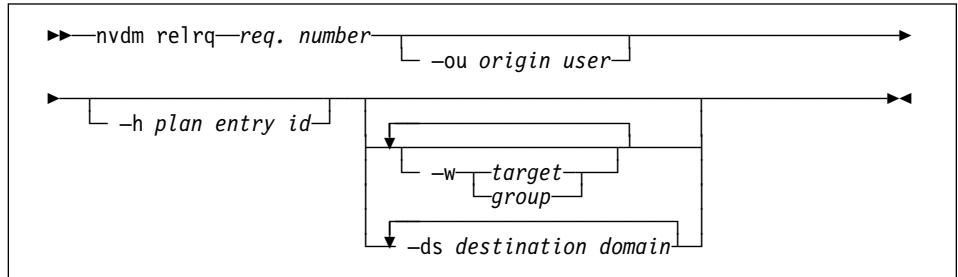 nvdm relrq req. number
–ou origin user
–h plan entry id
–w target
group
–ds destination domain